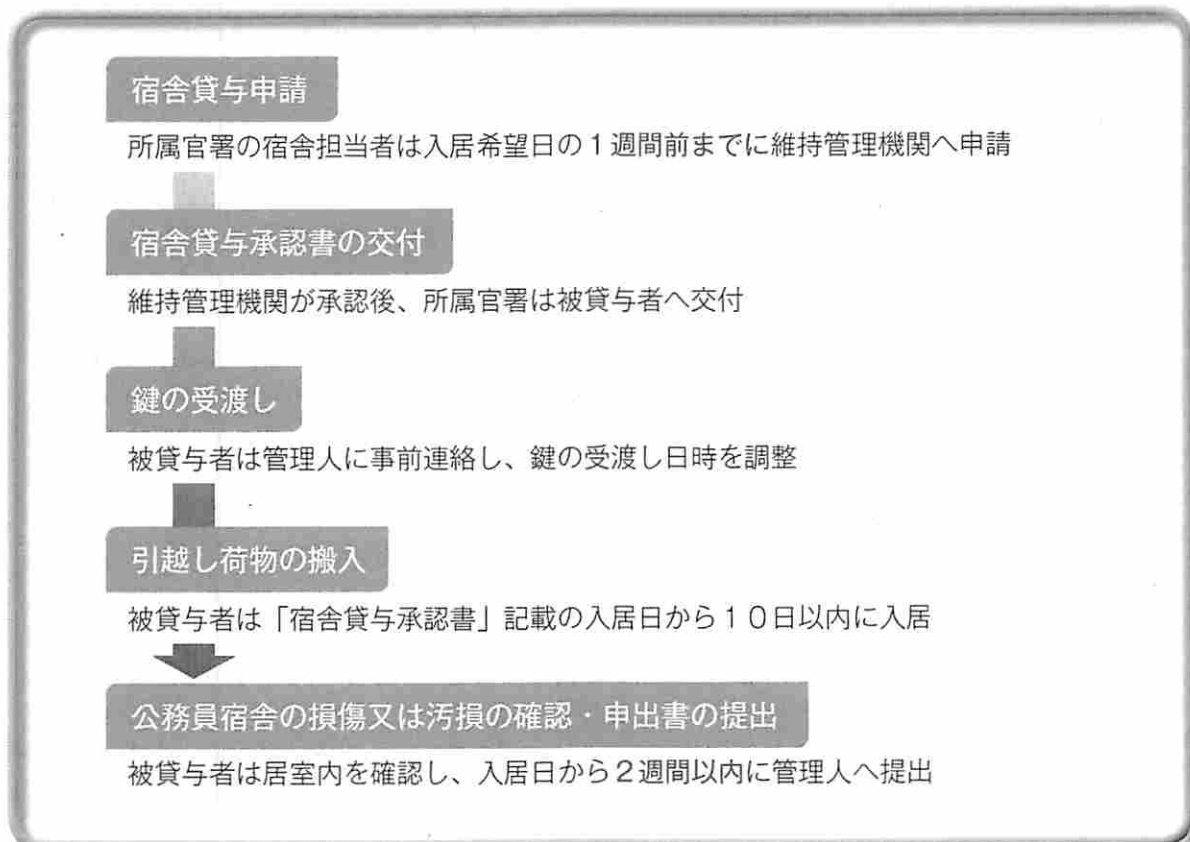 宿舎貸与申請
所属官署の宿舎担当者は入居希望日の1週間前までに維持管理機関へ申請
宿舎貸与承認書の交付
維持管理機関が承認後、所属官署は被貸与者へ交付
鍵の受渡し
被貸与者は管理人に事前連絡し、鍵の受渡し日時を調整
引越し荷物の搬入
被貸与者は「宿舎貸与承認書」記載の入居日から10日以内に入居
公務員宿舎の損傷又は汚損の確認・申出書の提出
被貸与者は居室内を確認し、入居日から2週間以内に管理人へ提出